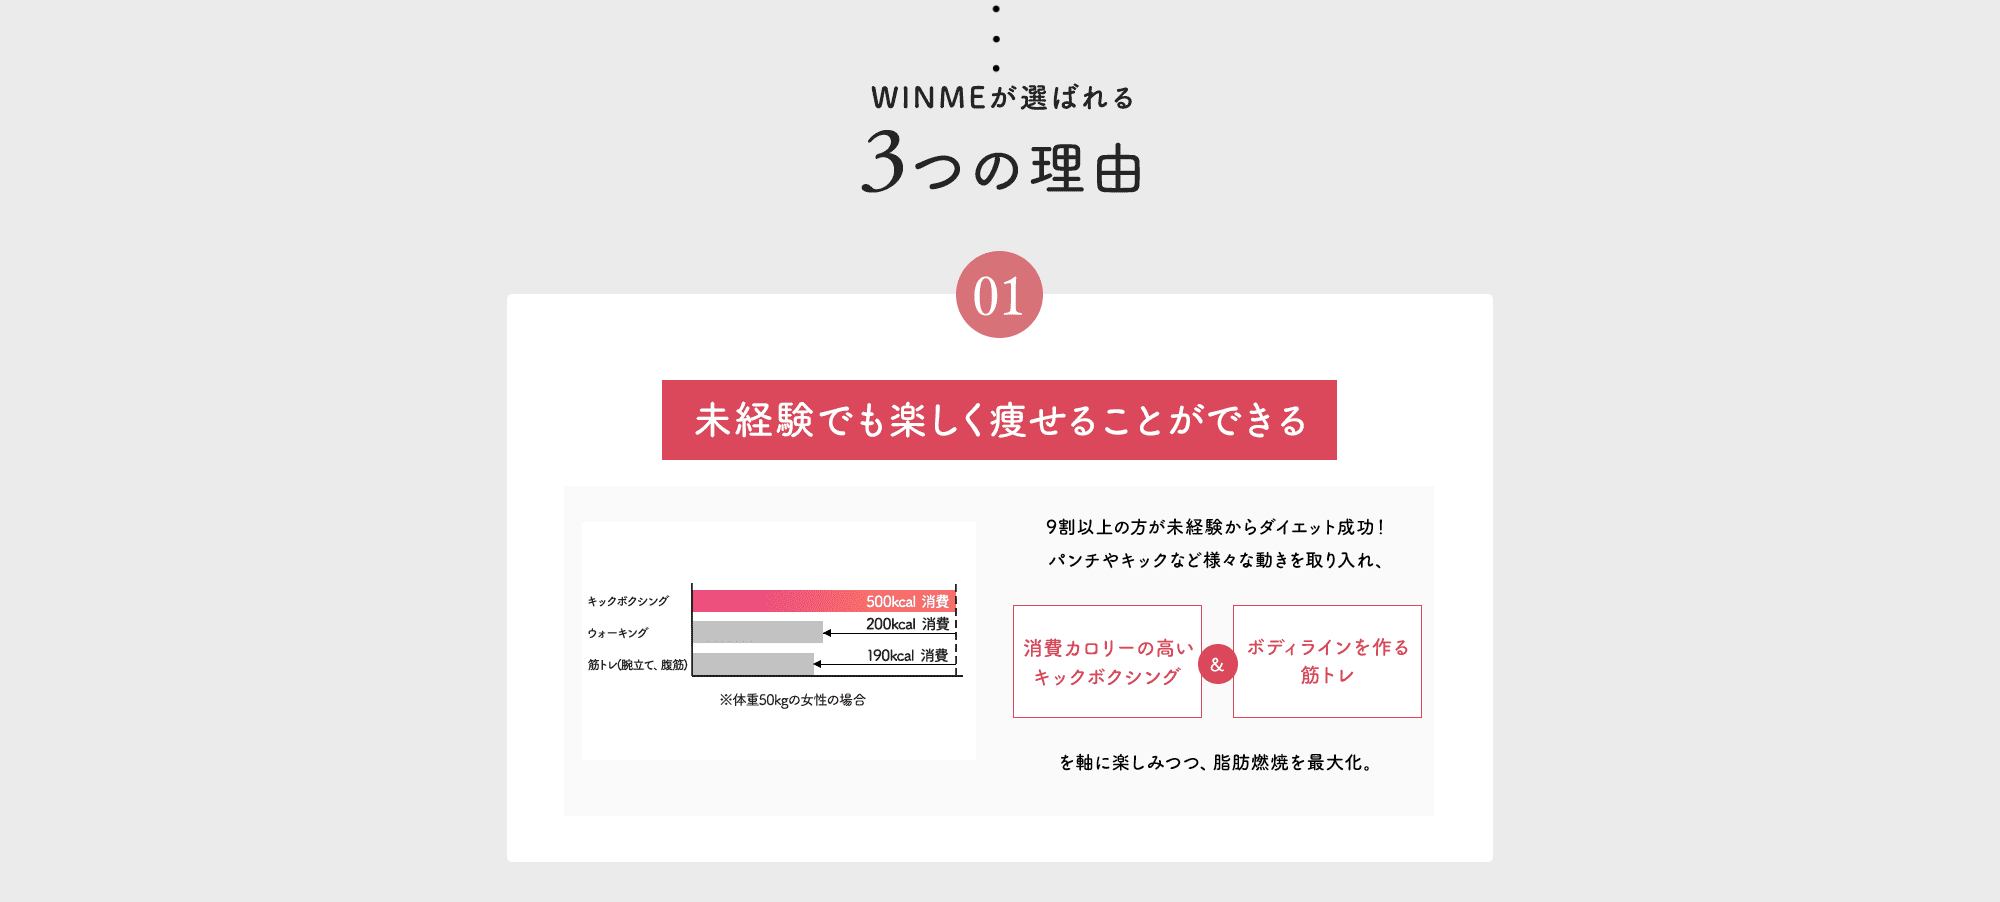 WINMEが選ばれる
3つの理由
01
未経験でも楽しく痩せることができる
キックボクシング
500kcal 消費
ウォーキング
200kcal 消費
筋トレ(腕立て、腹筋)
190kcal 消費
※体重50kgの女性の場合
9割以上の方が未経験からダイエット成功!
パンチやキックなど様々な動きを取り入れ、
消費カロリーの高い
キックボクシング
&
ボディラインを作る
筋トレ
を軸に楽しみつつ、脂肪燃焼を最大化。